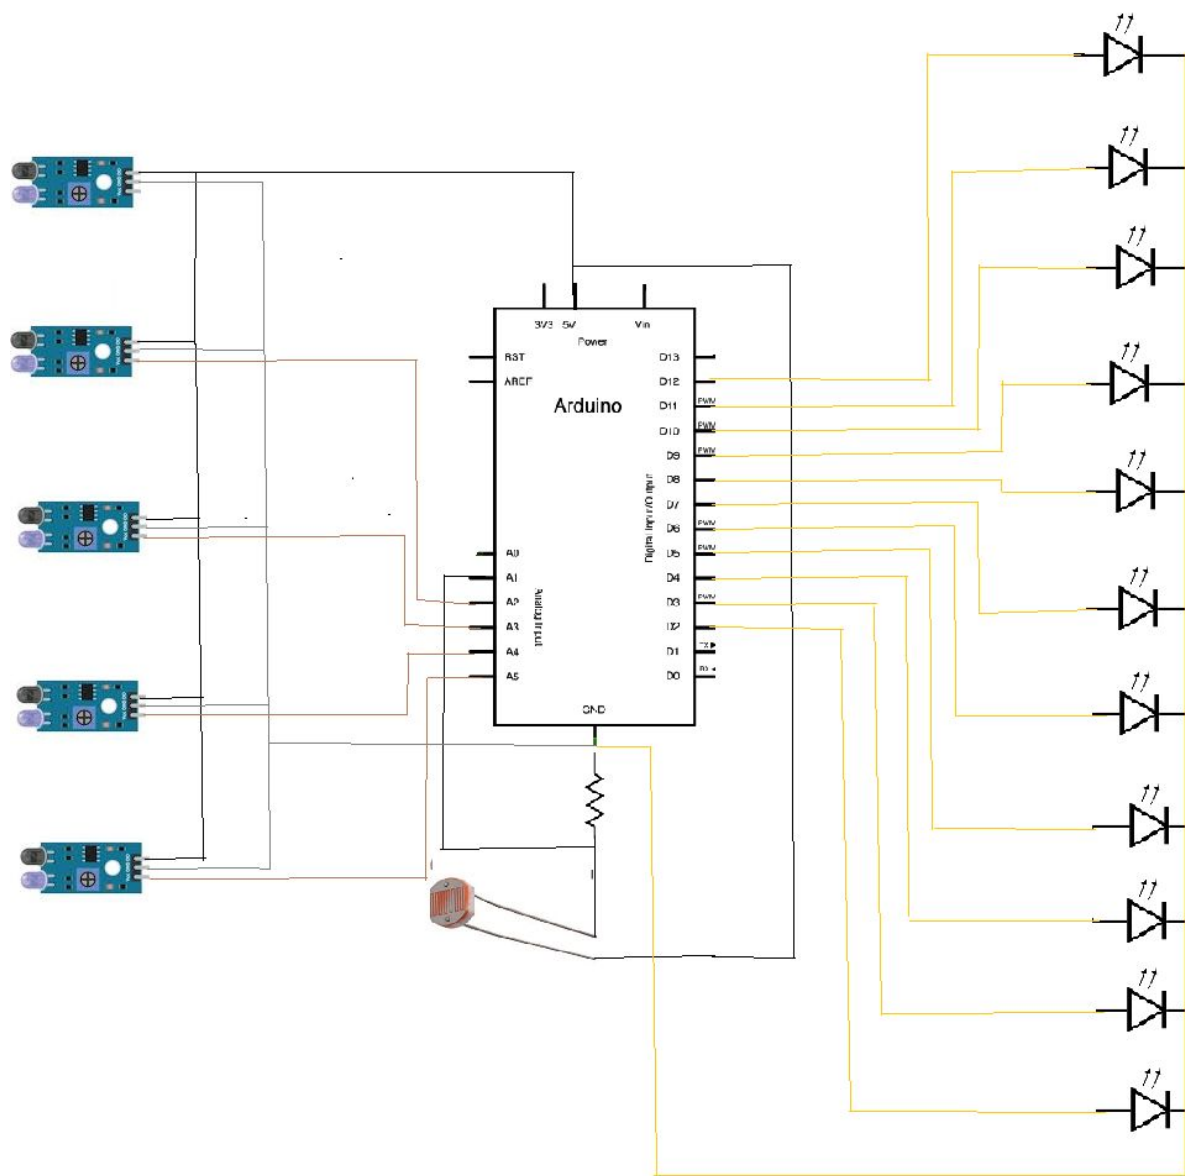 3V3 5V Vin
Power
RST
AREF
Arduino
D13
D12
D11 PWM
D10 PWM
D9 PWM
D8
D7
D6 PWM
D5 PWM
D4
D3 PWM
D2
D1 TX
D0
Digital Input/Output
A0
A1
A2
A3
A4
A5
Analog Input
GND